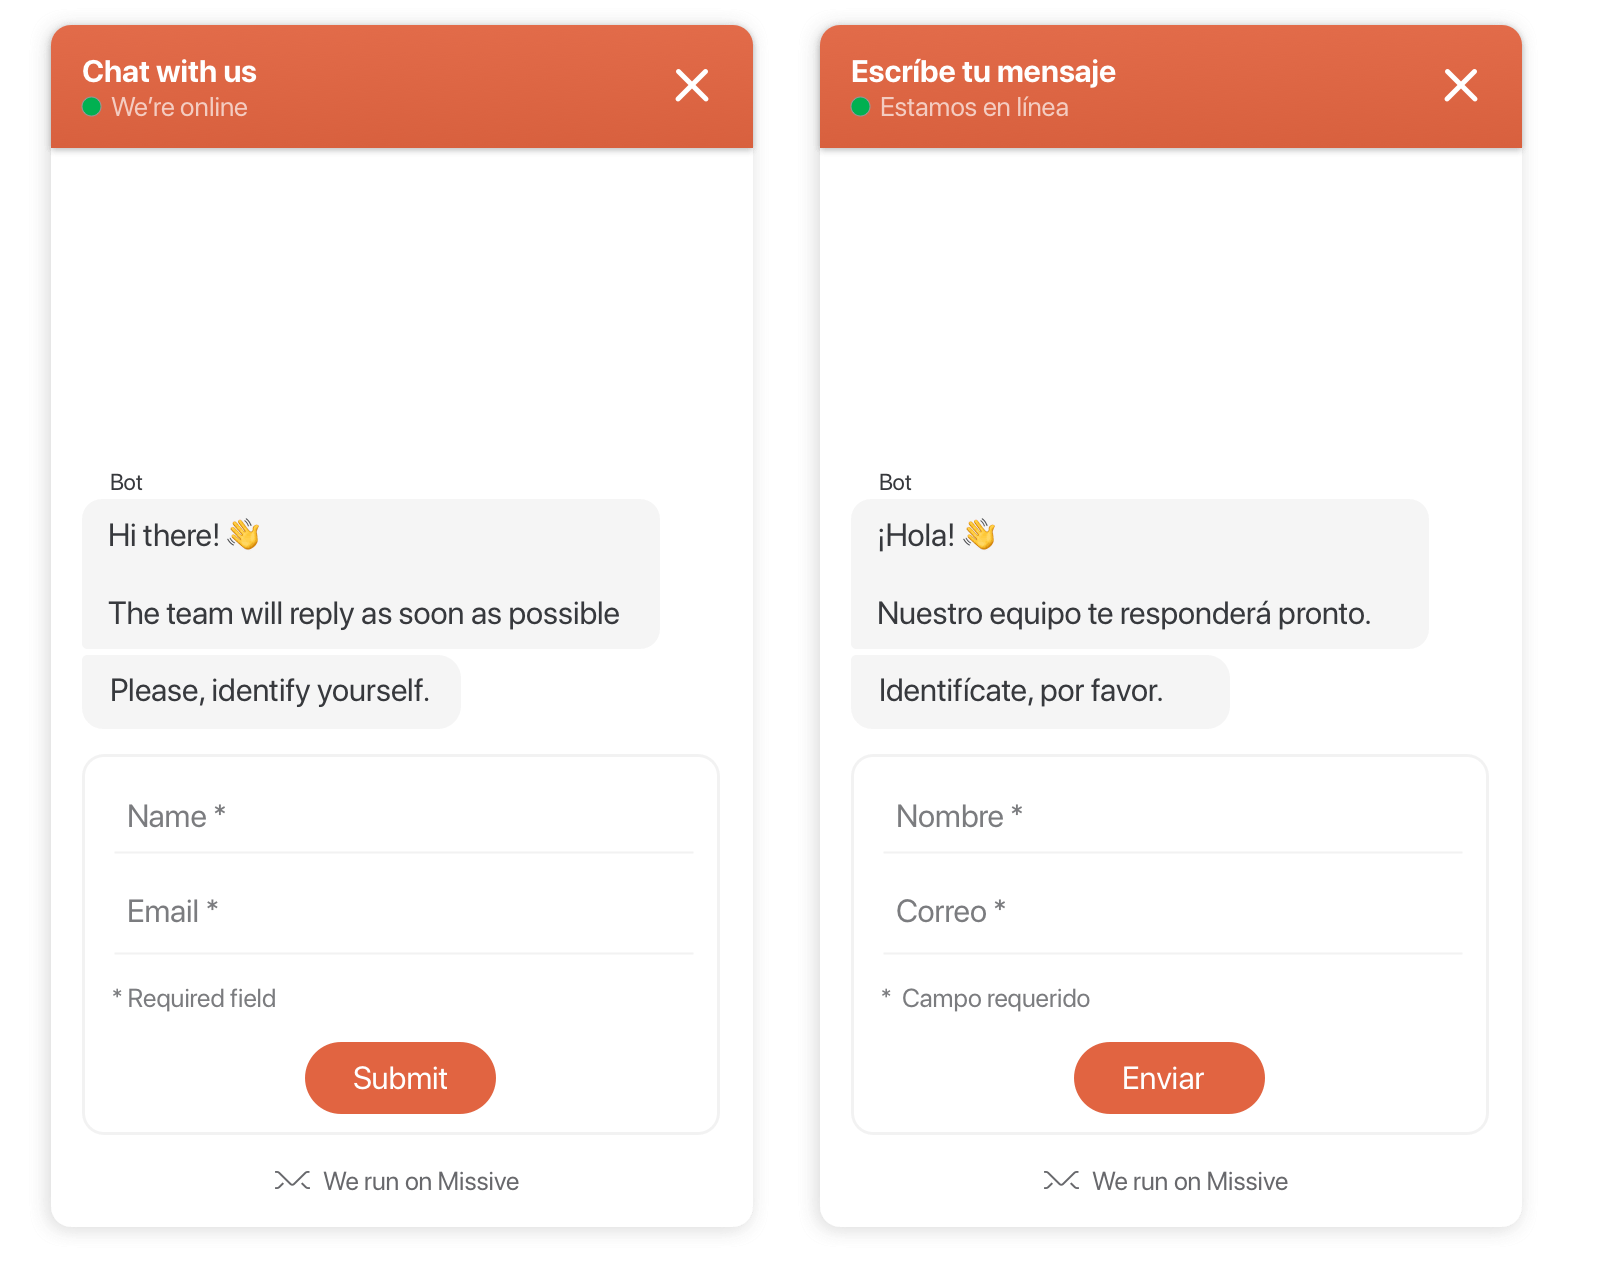 Chat with us
We're online
Bot
Hi there! 👋
The team will reply as soon as possible
Please, identify yourself.
Name *
Email *
* Required field
Submit
We run on Missive
Escríbe tu mensaje
Estamos en línea
Bot
¡Hola! 👋
Nuestro equipo te responderá pronto.
Identifícate, por favor.
Nombre *
Correo *
* Campo requerido
Enviar
We run on Missive